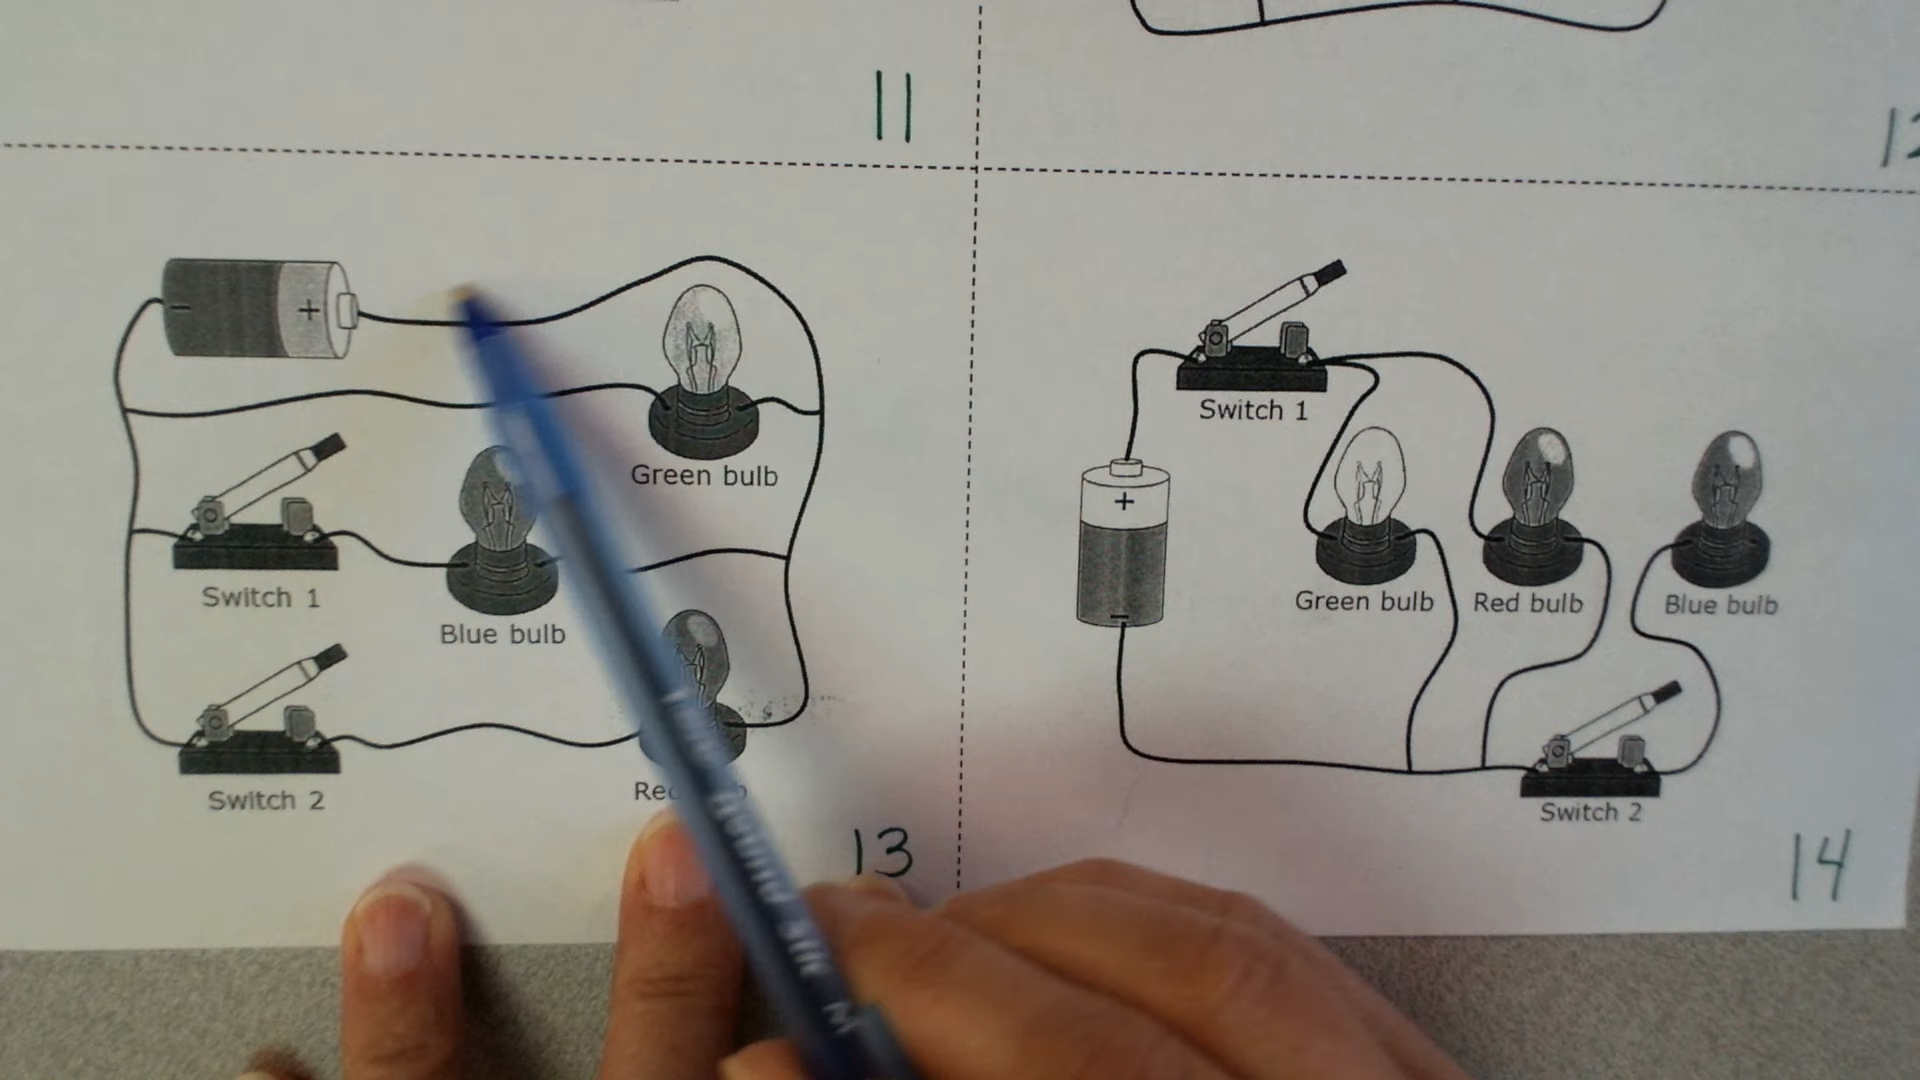 11
12
− +
Green bulb
Switch 1
Blue bulb
Switch 2
13
Switch 1
+
−
Green bulb Red bulb Blue bulb
Switch 2
14